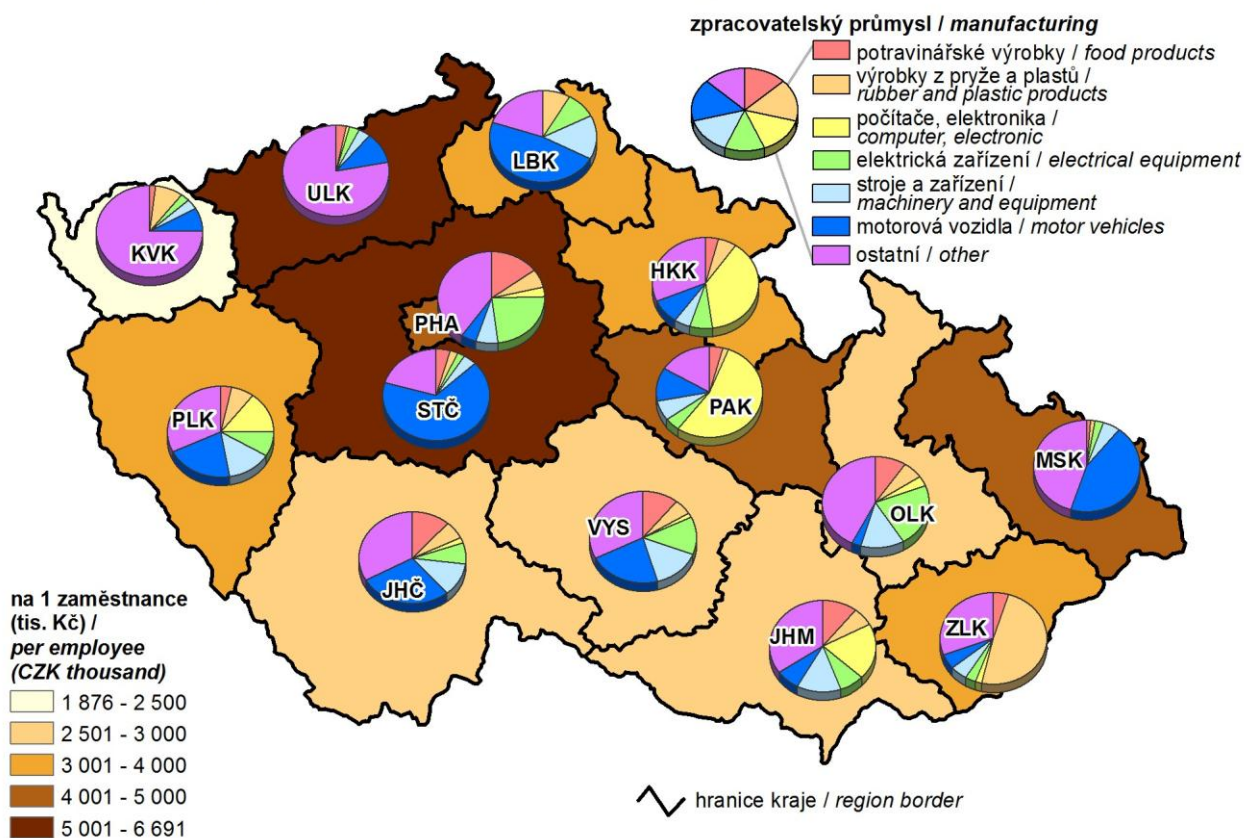 zpracovatelský průmysl / manufacturing
potravinářské výrobky / food products
výrobky z pryže a plastů /
rubber and plastic products
počítače, elektronika /
computer, electronic
elektrická zařízení / electrical equipment
stroje a zařízení /
machinery and equipment
motorová vozidla / motor vehicles
ostatní / other
LBK
ULK
KVK
HKK
PHA
STČ
PAK
PLK
MSK
OLK
VYS
JHČ
JHM
ZLK
na 1 zaměstnance
(tis. Kč) /
per employee
(CZK thousand)
1 876 - 2 500
2 501 - 3 000
3 001 - 4 000
4 001 - 5 000
5 001 - 6 691
hranice kraje / region border